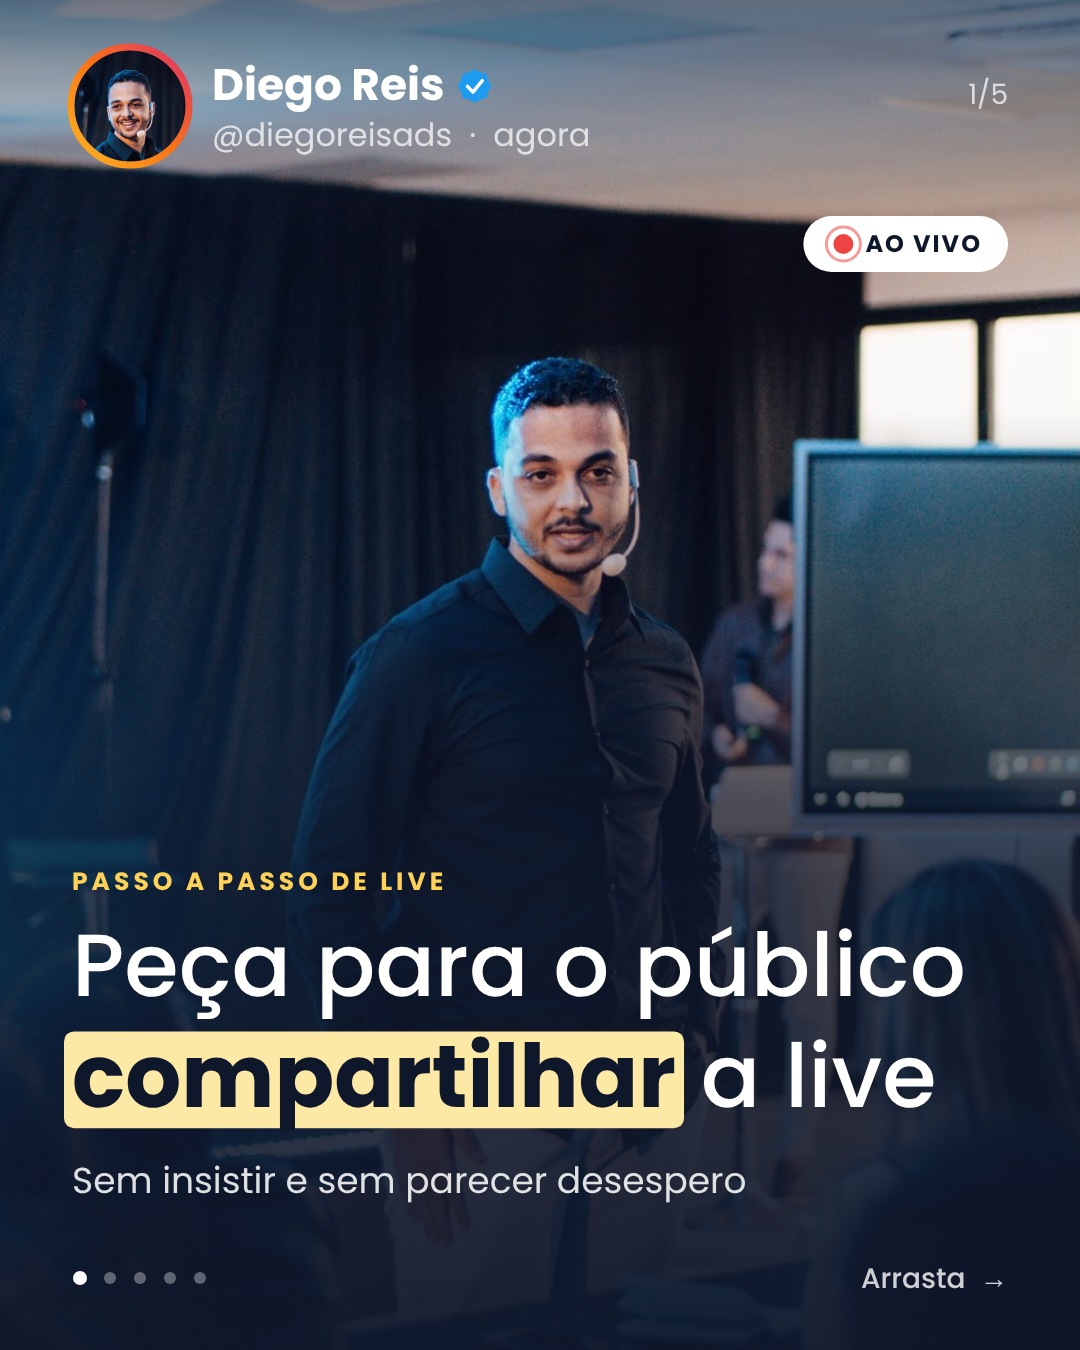 Diego Reis
@diegoreisads · agora
1/5
AO VIVO
PASSO A PASSO DE LIVE
Peça para o público
compartilhar a live
Sem insistir e sem parecer desespero
Arrasta →